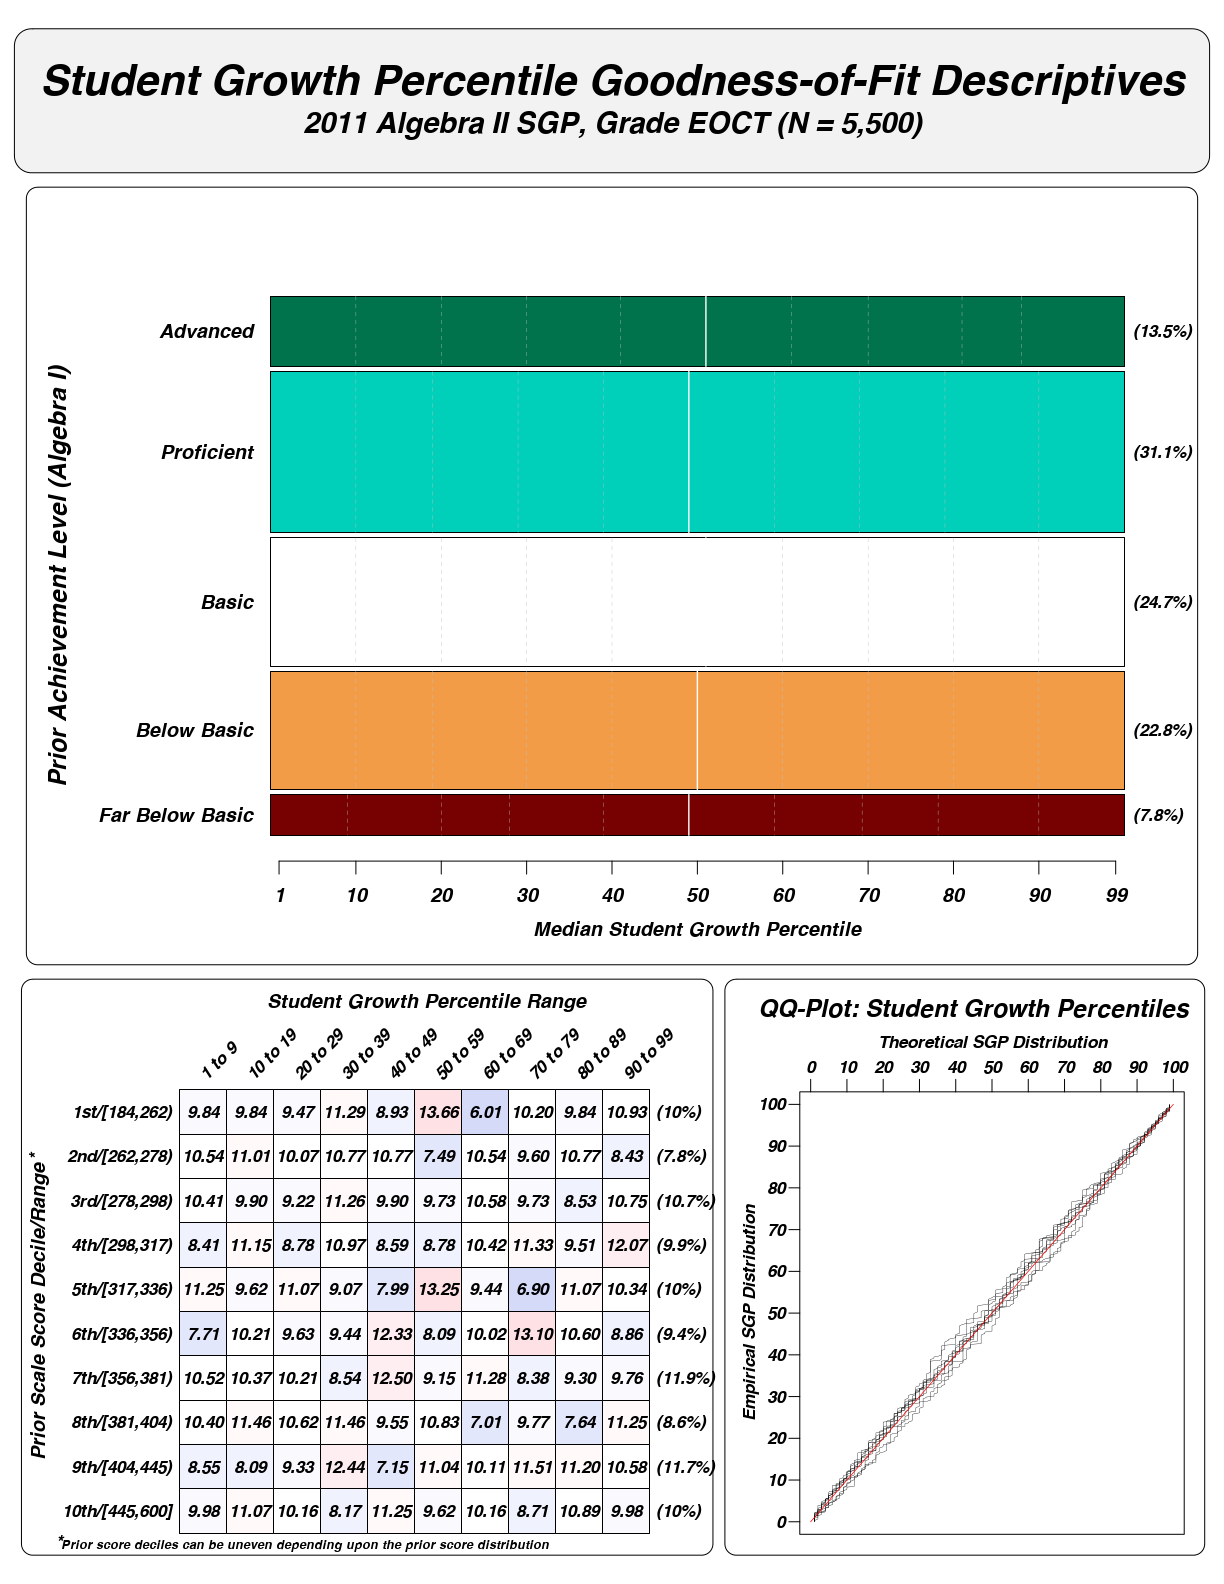 Student Growth Percentile Goodness-of-Fit Descriptives
2011 Algebra II SGP, Grade EOCT (N = 5,500)
Prior Achievement Level (Algebra I)
Advanced (13.5%)
Proficient (31.1%)
Basic (24.7%)
Below Basic (22.8%)
Far Below Basic (7.8%)
1 10 20 30 40 50 60 70 80 90 99
Median Student Growth Percentile
Student Growth Percentile Range
1 to 9 10 to 19 20 to 29 30 to 39 40 to 49 50 to 59 60 to 69 70 to 79 80 to 89 90 to 99
Prior Scale Score Decile/Range*
1st/[184,262) 9.84 9.84 9.47 11.29 8.93 13.66 6.01 10.20 9.84 10.93 (10%)
2nd/[262,278) 10.54 11.01 10.07 10.77 10.77 7.49 10.54 9.60 10.77 8.43 (7.8%)
3rd/[278,298) 10.41 9.90 9.22 11.26 9.90 9.73 10.58 9.73 8.53 10.75 (10.7%)
4th/[298,317) 8.41 11.15 8.78 10.97 8.59 8.78 10.42 11.33 9.51 12.07 (9.9%)
5th/[317,336) 11.25 9.62 11.07 9.07 7.99 13.25 9.44 6.90 11.07 10.34 (10%)
6th/[336,356) 7.71 10.21 9.63 9.44 12.33 8.09 10.02 13.10 10.60 8.86 (9.4%)
7th/[356,381) 10.52 10.37 10.21 8.54 12.50 9.15 11.28 8.38 9.30 9.76 (11.9%)
8th/[381,404) 10.40 11.46 10.62 11.46 9.55 10.83 7.01 9.77 7.64 11.25 (8.6%)
9th/[404,445) 8.55 8.09 9.33 12.44 7.15 11.04 10.11 11.51 11.20 10.58 (11.7%)
10th/[445,600] 9.98 11.07 10.16 8.17 11.25 9.62 10.16 8.71 10.89 9.98 (10%)
*Prior score deciles can be uneven depending upon the prior score distribution
QQ-Plot: Student Growth Percentiles
Theoretical SGP Distribution
0 10 20 30 40 50 60 70 80 90 100
Empirical SGP Distribution
100
90
80
70
60
50
40
30
20
10
0